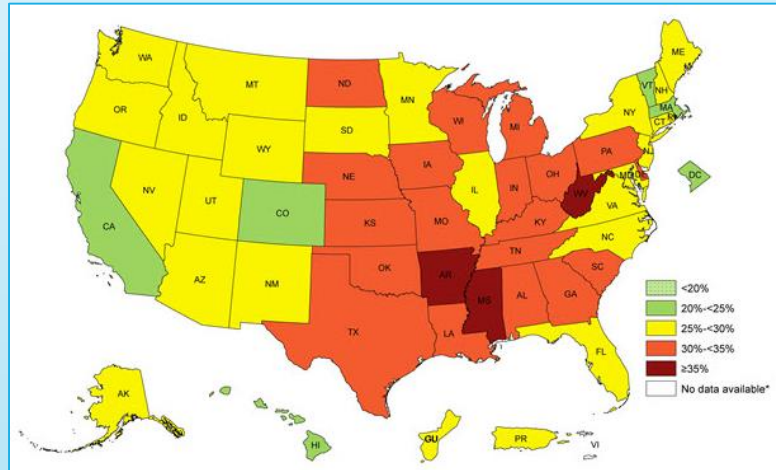 WA
MT
ND
MN
ME
VT
NH
OR
ID
SD
WI
MI
NY
MA
CT
WY
IA
PA
NJ
NE
IL
IN
OH
MD
DE
DC
NV
UT
CO
WV
VA
CA
KS
MO
KY
NC
TN
AZ
NM
OK
AR
SC
MS
AL
GA
TX
LA
FL
AK
HI
GU
PR
VI
<20%
20%-<25%
25%-<30%
30%-<35%
≥35%
No data available*